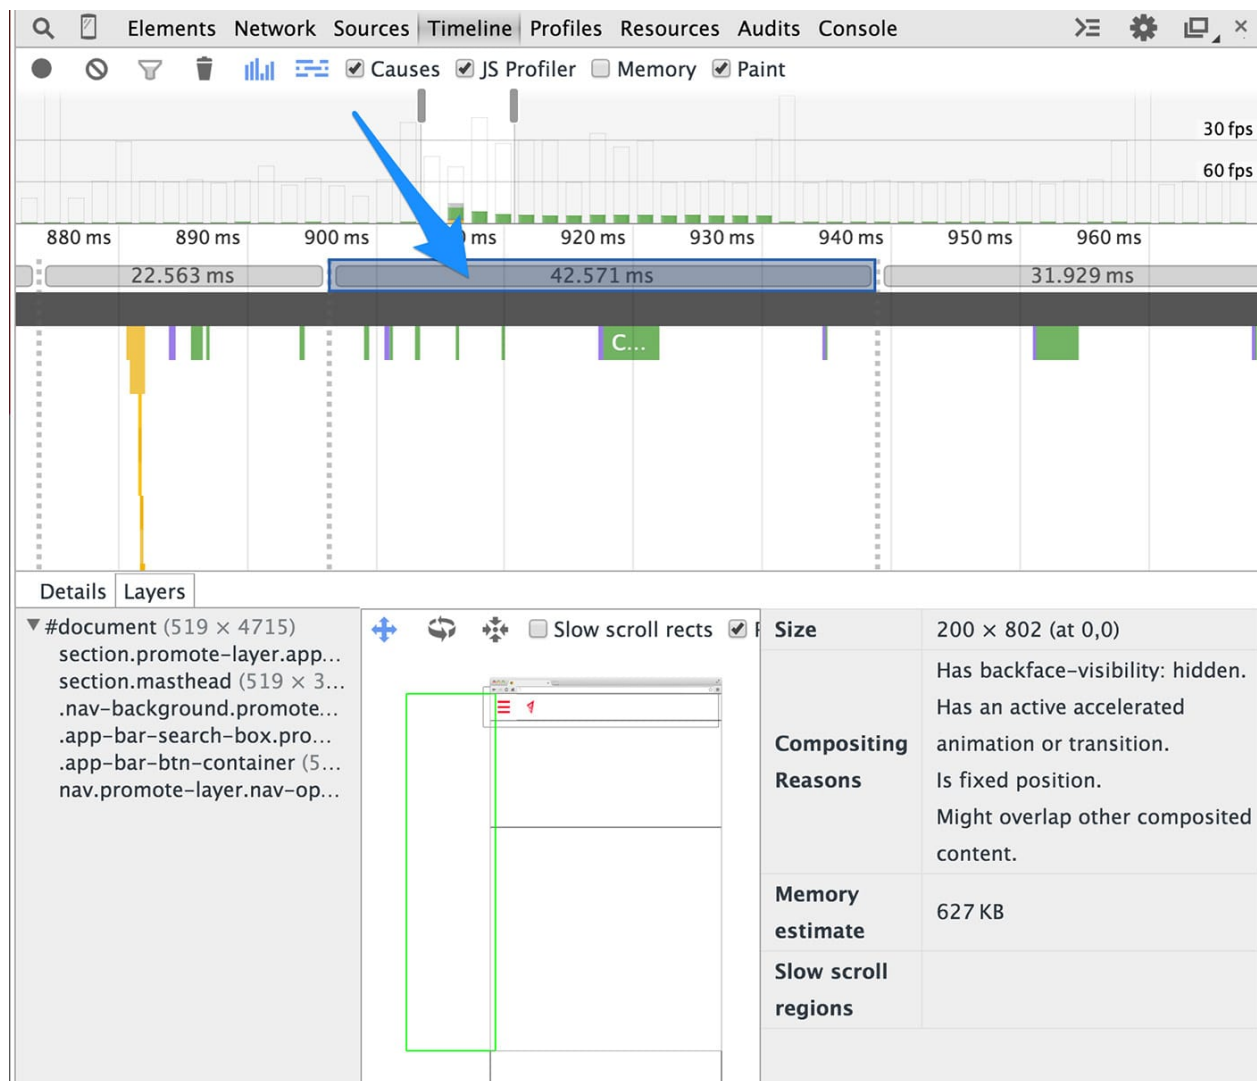 Elements Network Sources Timeline Profiles Resources Audits Console
Causes JS Profiler Memory Paint
30 fps
60 fps
880 ms 890 ms 900 ms 0 ms 920 ms 930 ms 940 ms 950 ms 960 ms
22.563 ms 42.571 ms 31.929 ms
C...
Details Layers
#document (519 × 4715)
section.promote-layer.app...
section.masthead (519 × 3...
.nav-background.promote...
.app-bar-search-box.pro...
.app-bar-btn-container (5...
nav.promote-layer.nav-op...
Slow scroll rects
Size 200 × 802 (at 0,0)
Compositing Reasons
Has backface-visibility: hidden.
Has an active accelerated
animation or transition.
Is fixed position.
Might overlap other composited
content.
Memory
estimate
627 KB
Slow scroll
regions